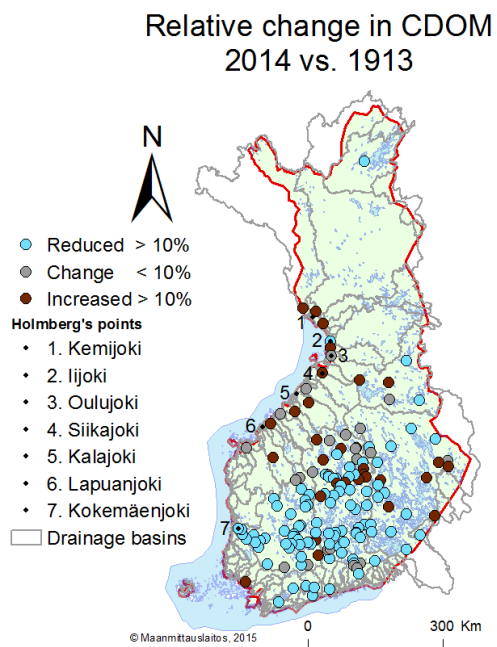 Relative change in CDOM
2014 vs. 1913
N
Reduced > 10%
Change < 10%
Increased > 10%
Holmberg's points
1. Kemijoki
2. Iijoki
3. Oulujoki
4. Siikajoki
5. Kalajoki
6. Lapuanjoki
7. Kokemäenjoki
Drainage basins
1
2
3
4
5
6
7
© Maanmittauslaitos, 2015
0 300 Km